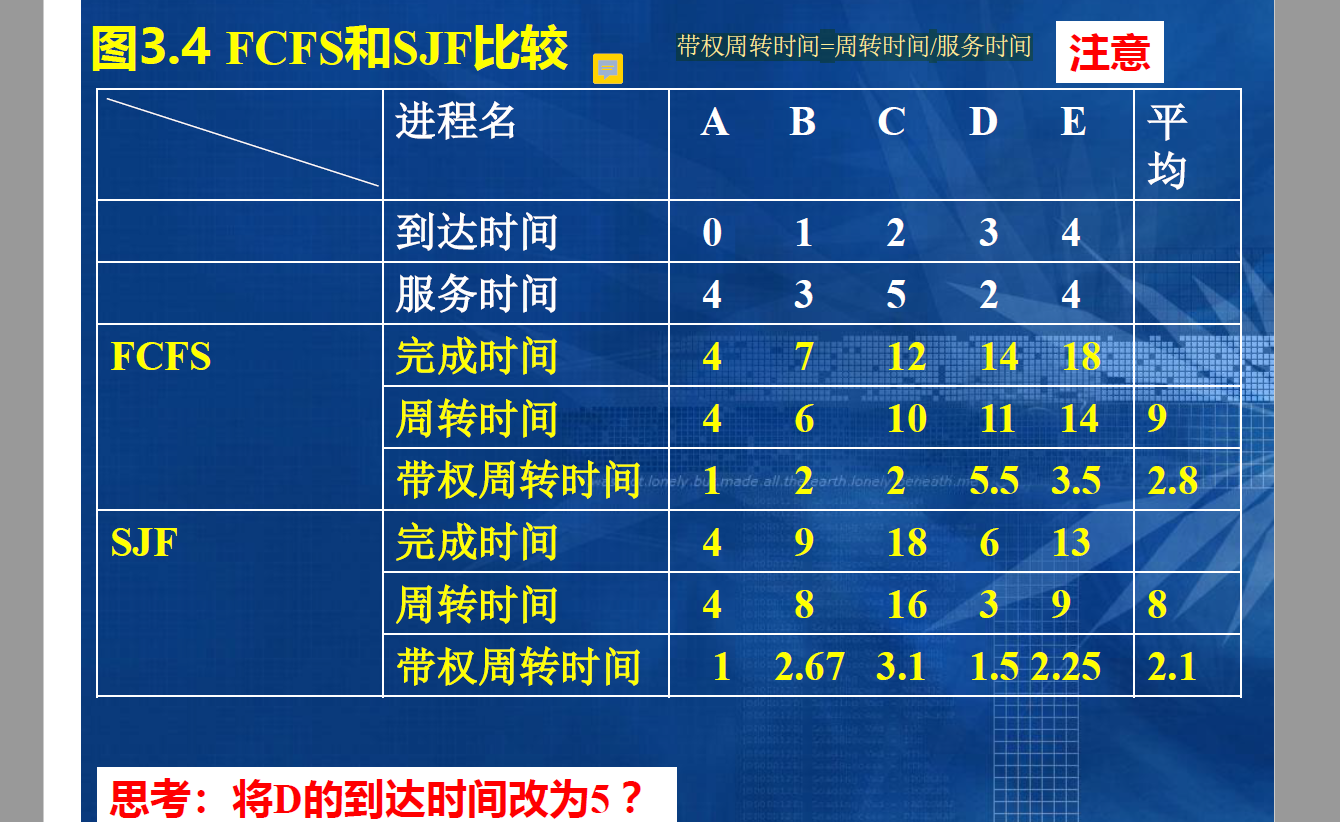 图3.4 FCFS和SJF比较
带权周转时间=周转时间/服务时间
注意
进程名 A B C D E 平均
到达时间 0 1 2 3 4
服务时间 4 3 5 2 4
FCFS 完成时间 4 7 12 14 18
周转时间 4 6 10 11 14 9
带权周转时间 1 2 2 5.5 3.5 2.8
SJF 完成时间 4 9 18 6 13
周转时间 4 8 16 3 9 8
带权周转时间 1 2.67 3.1 1.5 2.25 2.1
思考：将D的到达时间改为5？